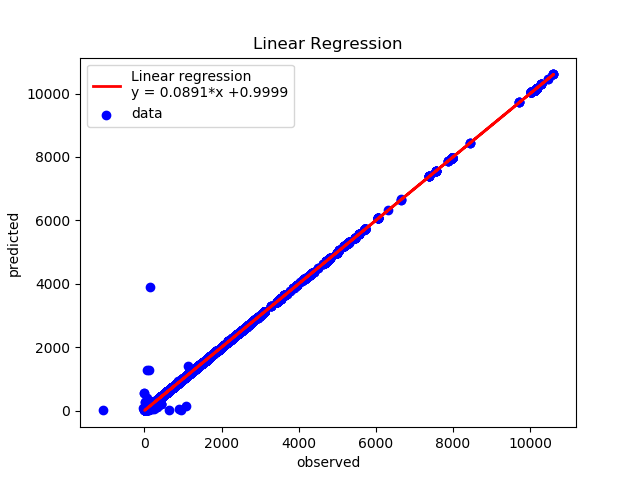 Linear Regression
Linear regression
y = 0.0891*x +0.9999
data
10000
8000
6000
4000
2000
0
predicted
0
2000
4000
6000
8000
10000
observed